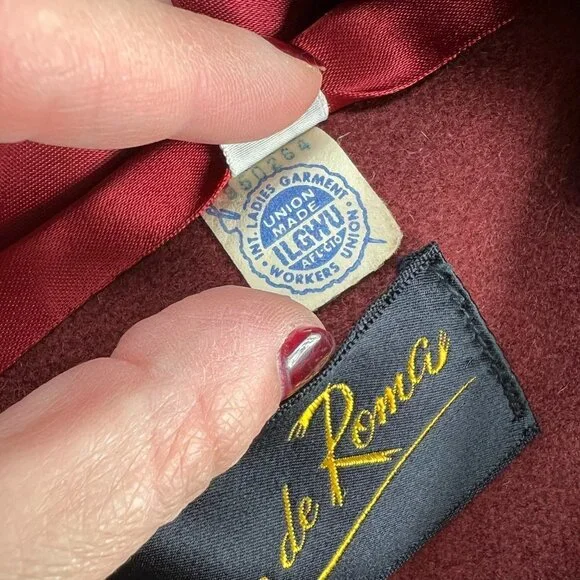 INT. LADIES GARMENT WORKERS UNION
UNION
MADE
ILGWU
AFL-CIO
de Roma